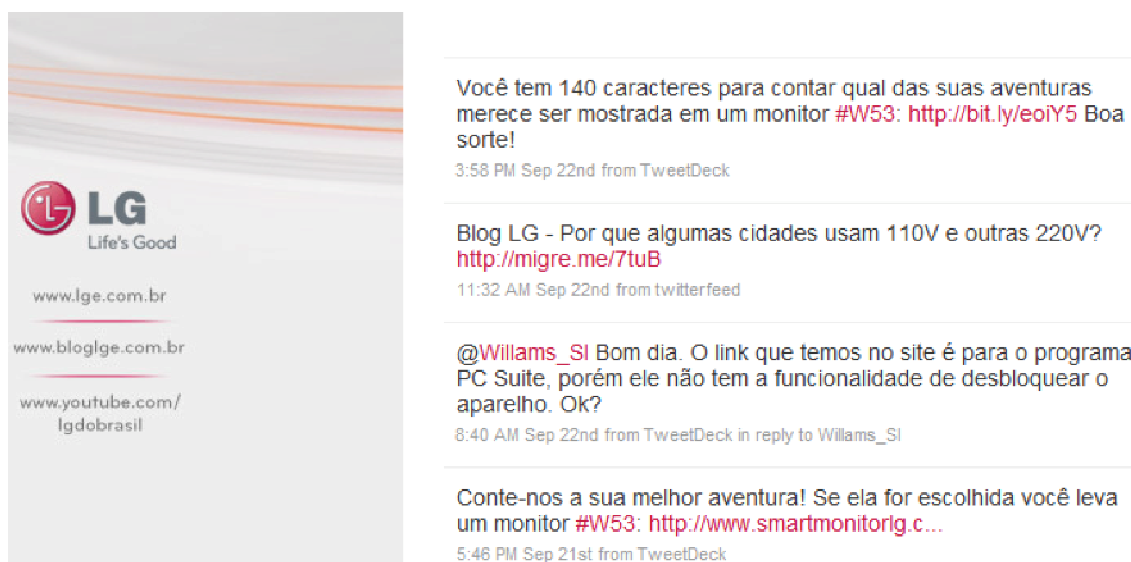 LG
Life's Good
www.lge.com.br
www.bloglge.com.br
www.youtube.com/
lgdobrasil
Você tem 140 caracteres para contar qual das suas aventuras
merece ser mostrada em um monitor #W53: http://bit.ly/eoiY5 Boa
sorte!
3:58 PM Sep 22nd from TweetDeck
Blog LG - Por que algumas cidades usam 110V e outras 220V?
http://migre.me/7tuB
11:32 AM Sep 22nd from twitterfeed
@Willams_SI Bom dia. O link que temos no site é para o programa
PC Suite, porém ele não tem a funcionalidade de desbloquear o
aparelho. Ok?
8:40 AM Sep 22nd from TweetDeck in reply to Willams_SI
Conte-nos a sua melhor aventura! Se ela for escolhida você leva
um monitor #W53: http://www.smartmonitorlg.c...
5:46 PM Sep 21st from TweetDeck